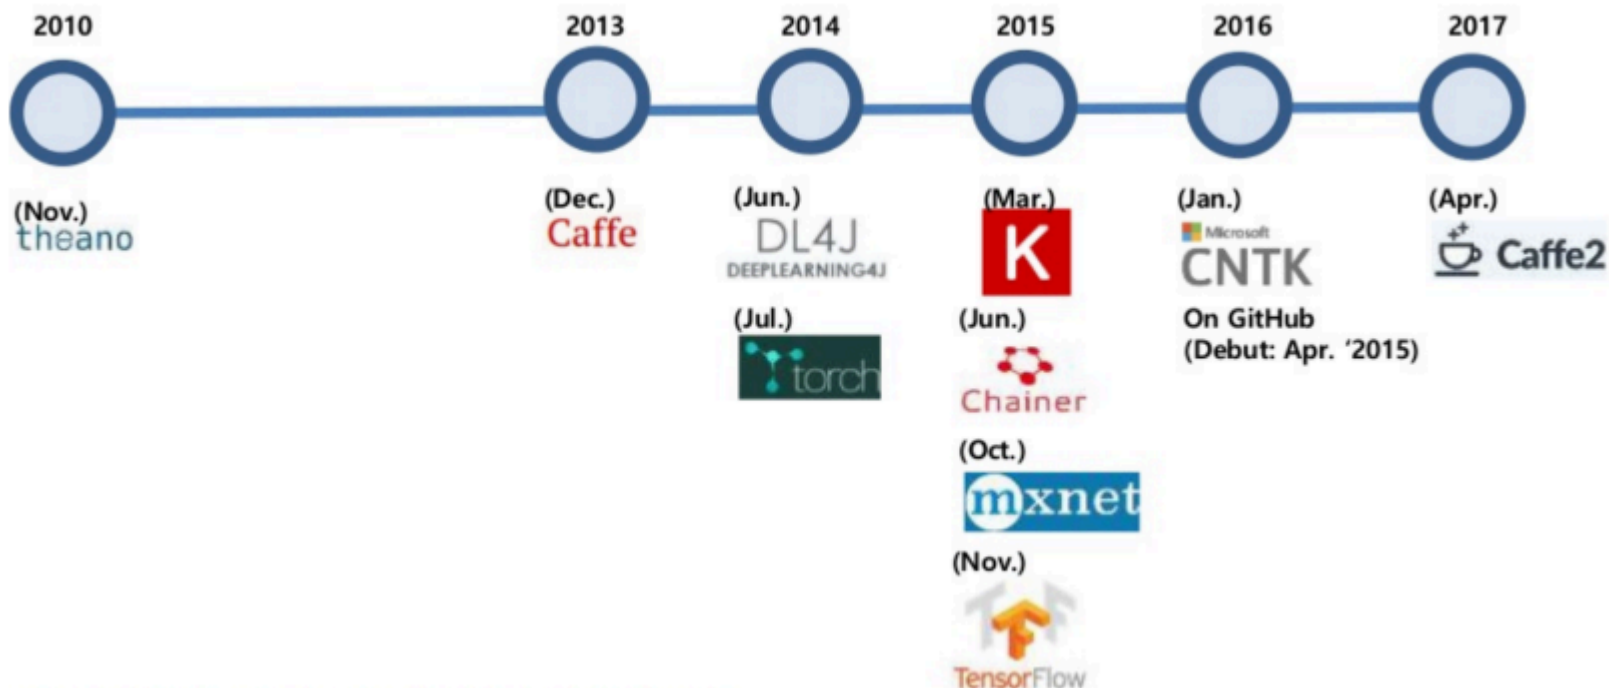 2010
2013
2014
2015
2016
2017
(Nov.)
theano
(Dec.)
Caffe
(Jun.)
DL4J
DEEPLEARNING4J
(Jul.)
torch
(Mar.)
K
(Jun.)
Chainer
(Oct.)
mxnet
(Nov.)
TF
TensorFlow
(Jan.)
Microsoft
CNTK
On GitHub
(Debut: Apr. ‘2015)
(Apr.)
Caffe2